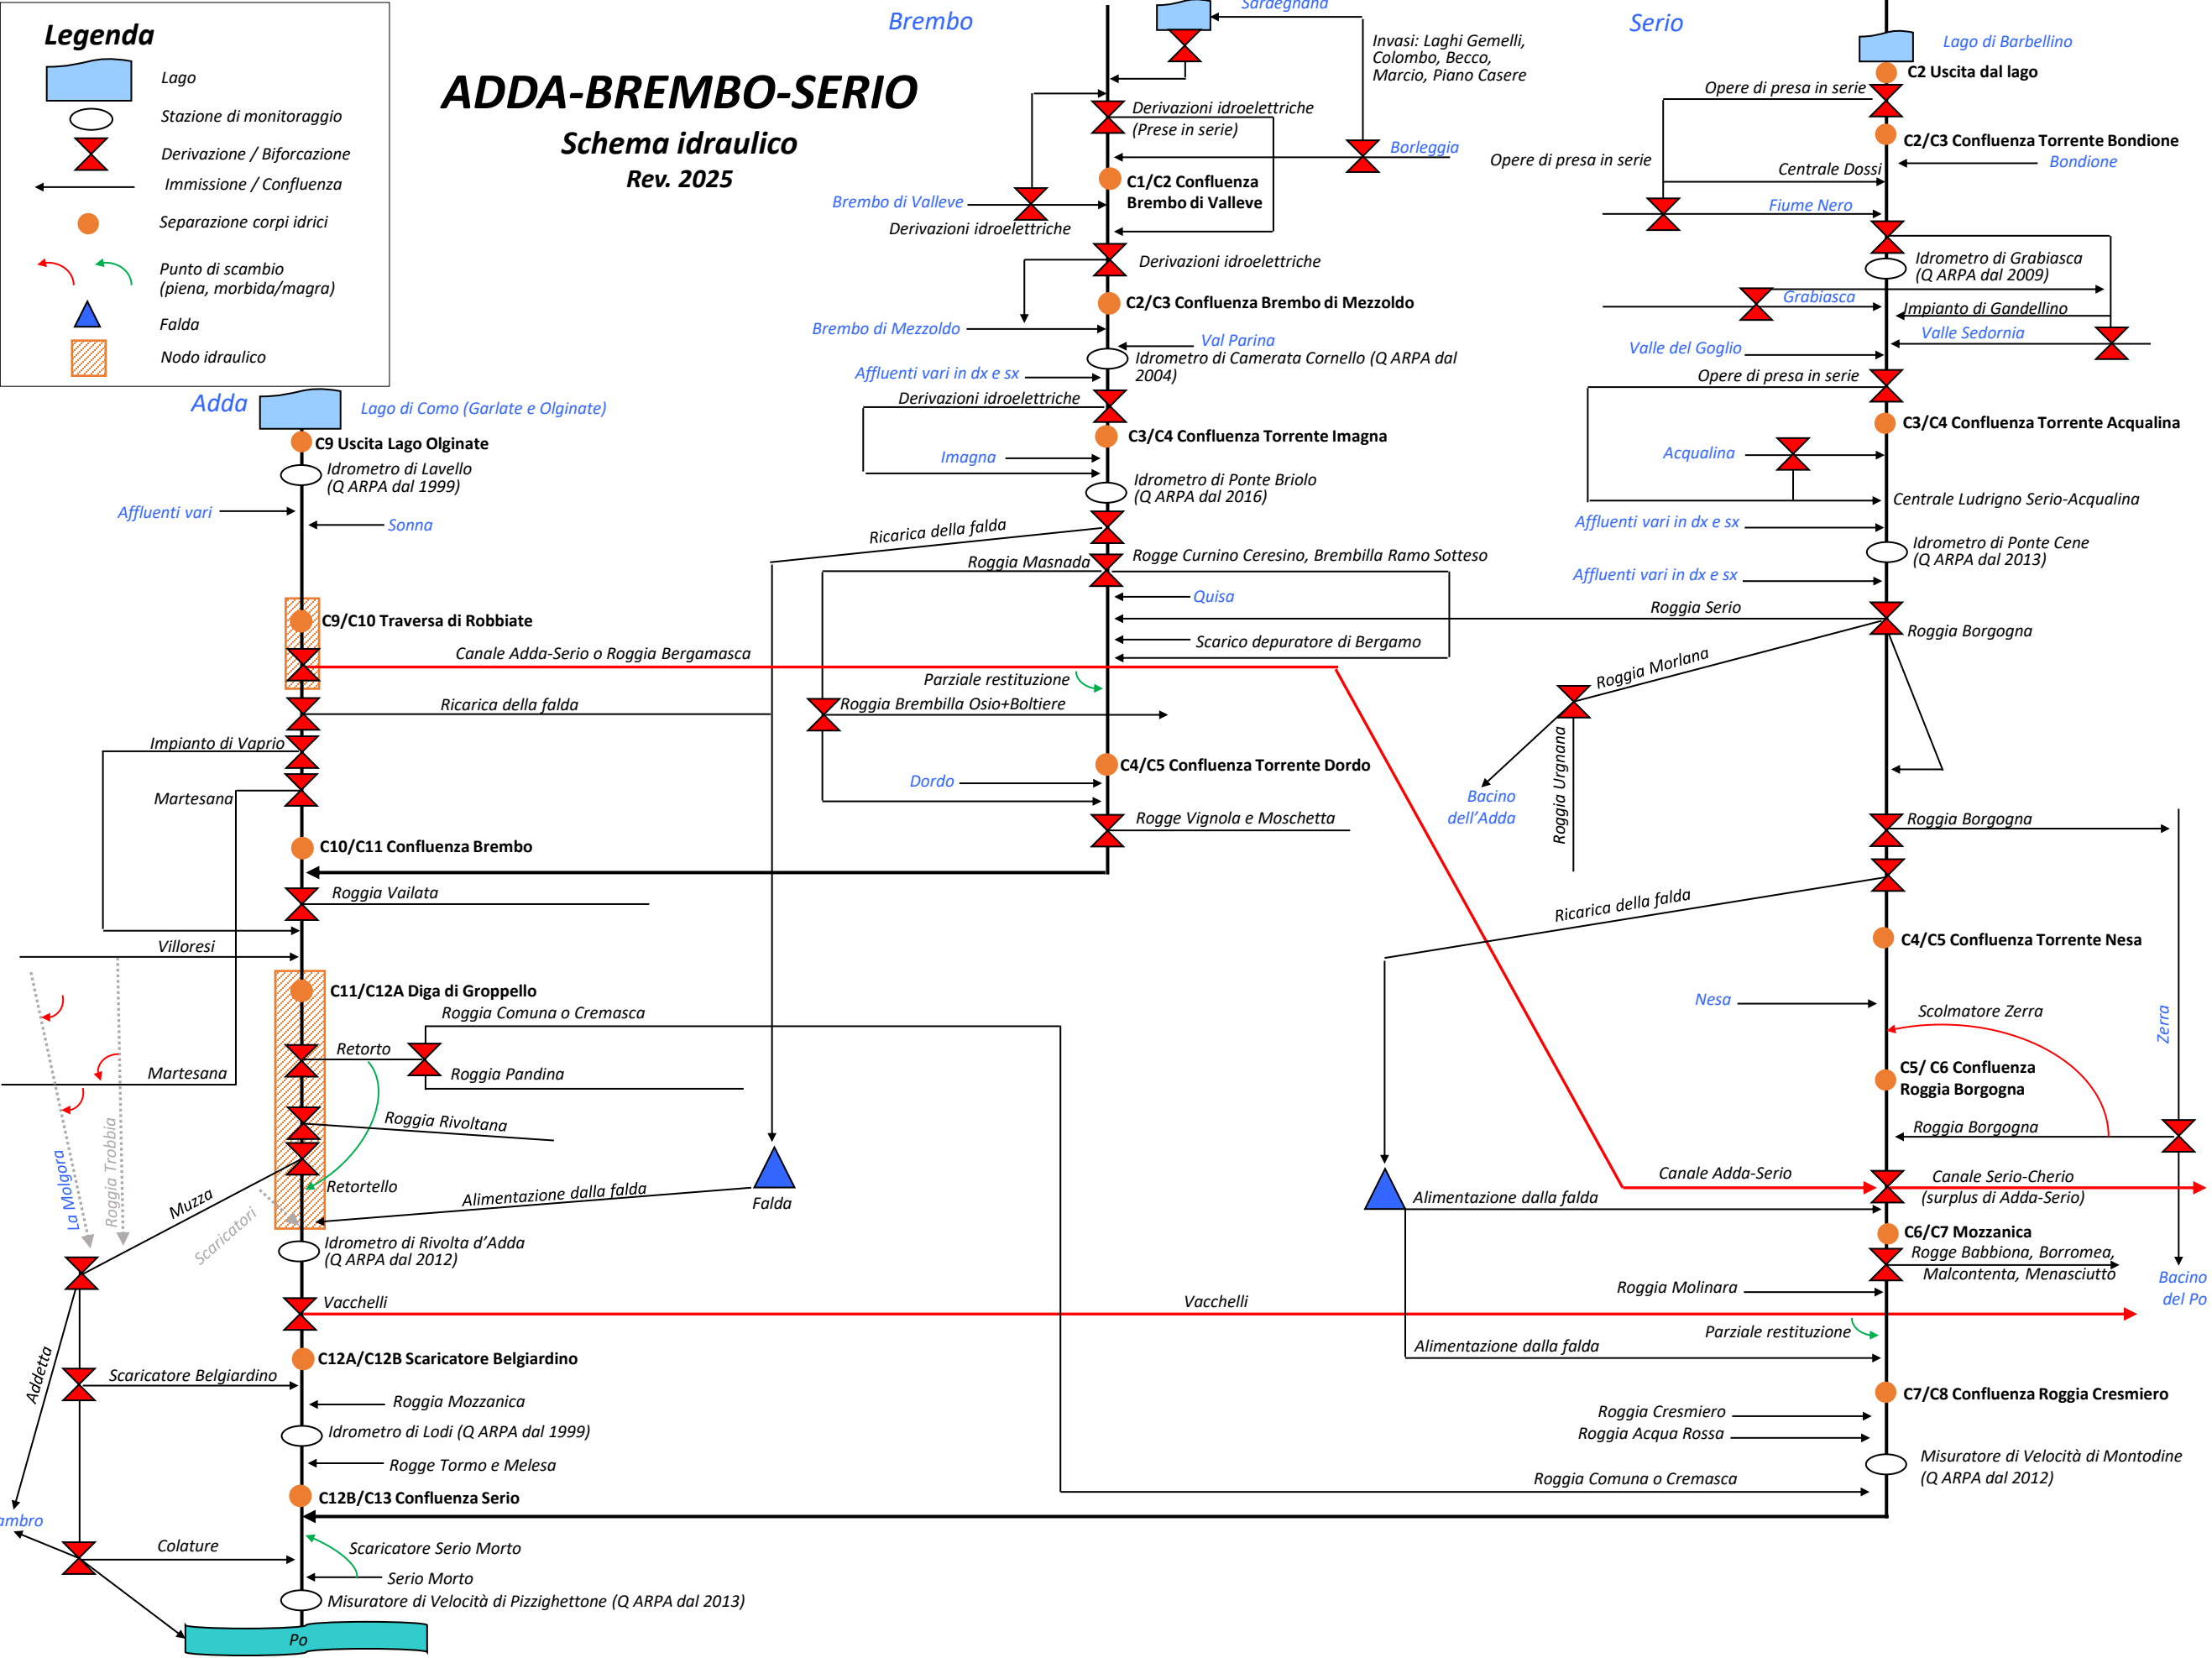 Legenda
Lago
Stazione di monitoraggio
Derivazione / Biforcazione
Immissione / Confluenza
Separazione corpi idrici
Punto di scambio
(piena, morbida/magra)
Falda
Nodo idraulico
ADDA-BREMBO-SERIO
Schema idraulico
Rev. 2025
Adda
Lago di Como (Garlate e Olginate)
C9 Uscita Lago Olginate
Idrometro di Lavello
(Q ARPA dal 1999)
Affluenti vari
Sonna
C9/C10 Traversa di Robbiate
Canale Adda-Serio o Roggia Bergamasca
Ricarica della falda
Impianto di Vaprio
Martesana
C10/C11 Confluenza Brembo
Roggia Vailata
Villoresi
C11/C12A Diga di Groppello
Roggia Comuna o Cremasca
Retorto
Martesana
Roggia Pandina
Roggia Rivoltana
La Molgora
Roggia Trobbia
Muzza
Scaricatori
Retortello
Alimentazione dalla falda
Falda
Idrometro di Rivolta d'Adda
(Q ARPA dal 2012)
Vacchelli
Vacchelli
C12A/C12B Scaricatore Belgiardino
Addetta
Scaricatore Belgiardino
Roggia Mozzanica
Idrometro di Lodi (Q ARPA dal 1999)
Rogge Tormo e Melesa
C12B/C13 Confluenza Serio
ambro
Colature
Scaricatore Serio Morto
Serio Morto
Misuratore di Velocità di Pizzighettone (Q ARPA dal 2013)
Po
Brembo
Sardegnana
Invasi: Laghi Gemelli,
Colombo, Becco,
Marcio, Piano Casere
Derivazioni idroelettriche
(Prese in serie)
Borleggia
C1/C2 Confluenza
Brembo di Valleve
Brembo di Valleve
Derivazioni idroelettriche
Derivazioni idroelettriche
C2/C3 Confluenza Brembo di Mezzoldo
Brembo di Mezzoldo
Val Parina
Idrometro di Camerata Cornello (Q ARPA dal
2004)
Affluenti vari in dx e sx
Derivazioni idroelettriche
C3/C4 Confluenza Torrente Imagna
Imagna
Idrometro di Ponte Briolo
(Q ARPA dal 2016)
Ricarica della falda
Roggia Masnada
Rogge Curnino Ceresino, Brembilla Ramo Sotteso
Quisa
Scarico depuratore di Bergamo
Parziale restituzione
Roggia Brembilla Osio+Boltiere
C4/C5 Confluenza Torrente Dordo
Dordo
Rogge Vignola e Moschetta
Serio
Lago di Barbellino
C2 Uscita dal lago
Opere di presa in serie
C2/C3 Confluenza Torrente Bondione
Bondione
Opere di presa in serie
Centrale Dossi
Fiume Nero
Idrometro di Grabiasca
(Q ARPA dal 2009)
Grabiasca
Impianto di Gandellino
Valle Sedornia
Valle del Goglio
Opere di presa in serie
C3/C4 Confluenza Torrente Acqualina
Acqualina
Centrale Ludrigno Serio-Acqualina
Affluenti vari in dx e sx
Idrometro di Ponte Cene
(Q ARPA dal 2013)
Affluenti vari in dx e sx
Roggia Serio
Roggia Borgogna
Roggia Morlana
Roggia Urgnana
Bacino
dell'Adda
Roggia Borgogna
Ricarica della falda
C4/C5 Confluenza Torrente Nesa
Nesa
Scolmatore Zerra
Zerra
C5/ C6 Confluenza
Roggia Borgogna
Roggia Borgogna
Canale Adda-Serio
Canale Serio-Cherio
(surplus di Adda-Serio)
Alimentazione dalla falda
C6/C7 Mozzanica
Rogge Babbiona, Borromea,
Malcontenta, Menasciutto
Bacino
del Po
Roggia Molinara
Parziale restituzione
Alimentazione dalla falda
C7/C8 Confluenza Roggia Cresmiero
Roggia Cresmiero
Roggia Acqua Rossa
Misuratore di Velocità di Montodine
(Q ARPA dal 2012)
Roggia Comuna o Cremasca